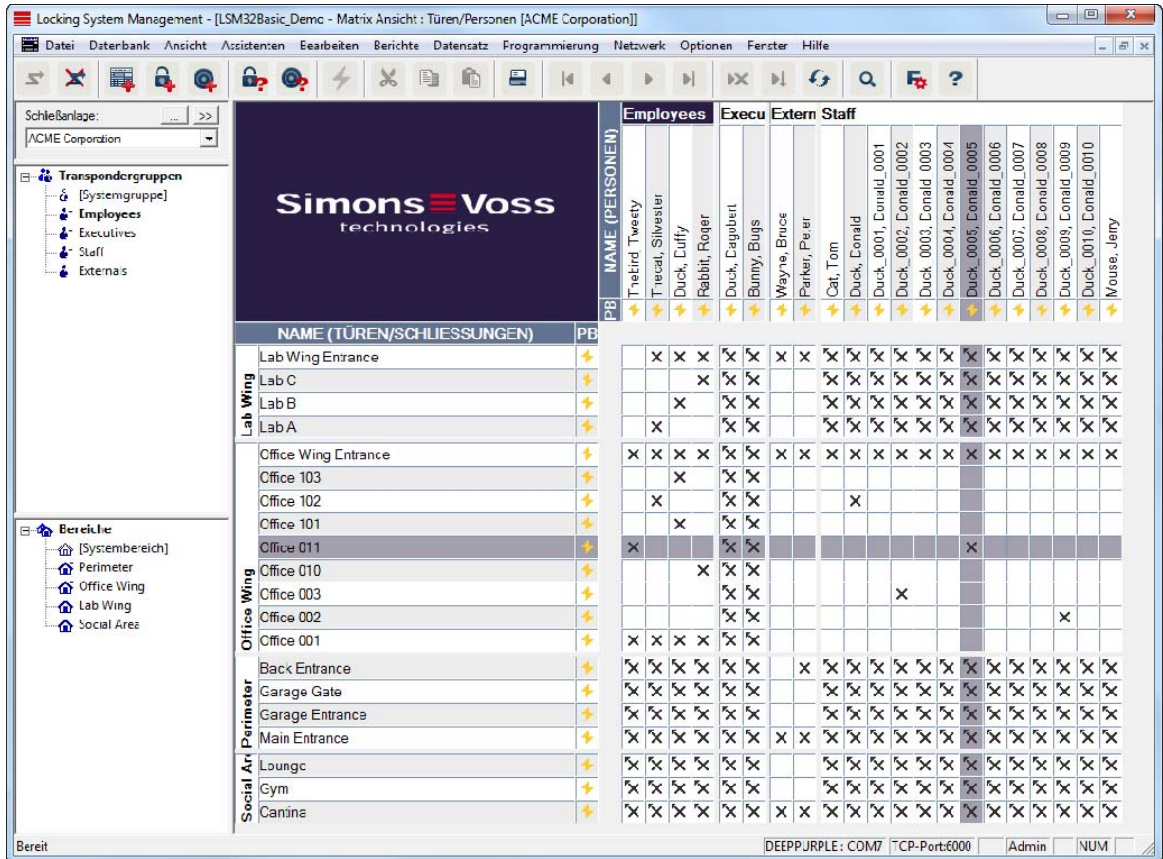 Locking System Management - [LSM32Basic_Demo - Matrix Ansicht : Türen/Personen [ACME Corporation]]
Datei Datenbank Ansicht Assistenten Bearbeiten Berichte Datensatz Programmierung Netzwerk Optionen Fenster Hilfe
Schließanlage: ... >>
ACME Corporation
Transpondergruppen
[Systemgruppe]
Employees
Executives
Staff
Externals
Bereiche
[Systembereich]
Perimeter
Office Wing
Lab Wing
Social Area
Simons Voss
technologies
Employees Execu Extern Staff
NAME (PERSONEN)
PB
Thebird, Tweety
Thecat, Silvester
Duck, Duffy
Rabbit, Roger
Duck, Dagobert
Bunny, Bugs
Wayne, Bruce
Parker, Peter
Cat, Tom
Duck, Donald
Duck_0001, Donald_0001
Duck_0002, Donald_0002
Duck_0003, Donald_0003
Duck_0004, Donald_0004
Duck_0005, Donald_0005
Duck_0006, Donald_0006
Duck_0007, Donald_0007
Duck_0008, Donald_0008
Duck_0009, Donald_0009
Duck_0010, Donald_0010
Mouse, Jerry
NAME (TÜREN/SCHLIESSUNGEN) PB
Lab Wing
Lab Wing Entrance
Lab C
Lab B
Lab A
Office Wing
Office Wing Entrance
Office 103
Office 102
Office 101
Office 011
Office 010
Office 003
Office 002
Office 001
Perimeter
Back Entrance
Garage Gate
Garage Entrance
Main Entrance
Social Are
Lounge
Gym
Cantina
Bereit
DEEPPURPLE : COM7 TCP-Port:6000 Admin NUM